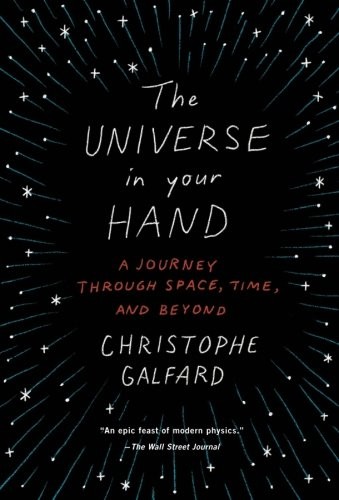 The
UNIVERSE
in your
HAND
A JOURNEY
THROUGH SPACE, TIME,
AND BEYOND
CHRISTOPHE
GALFARD
"An epic feast of modern physics."
—The Wall Street Journal